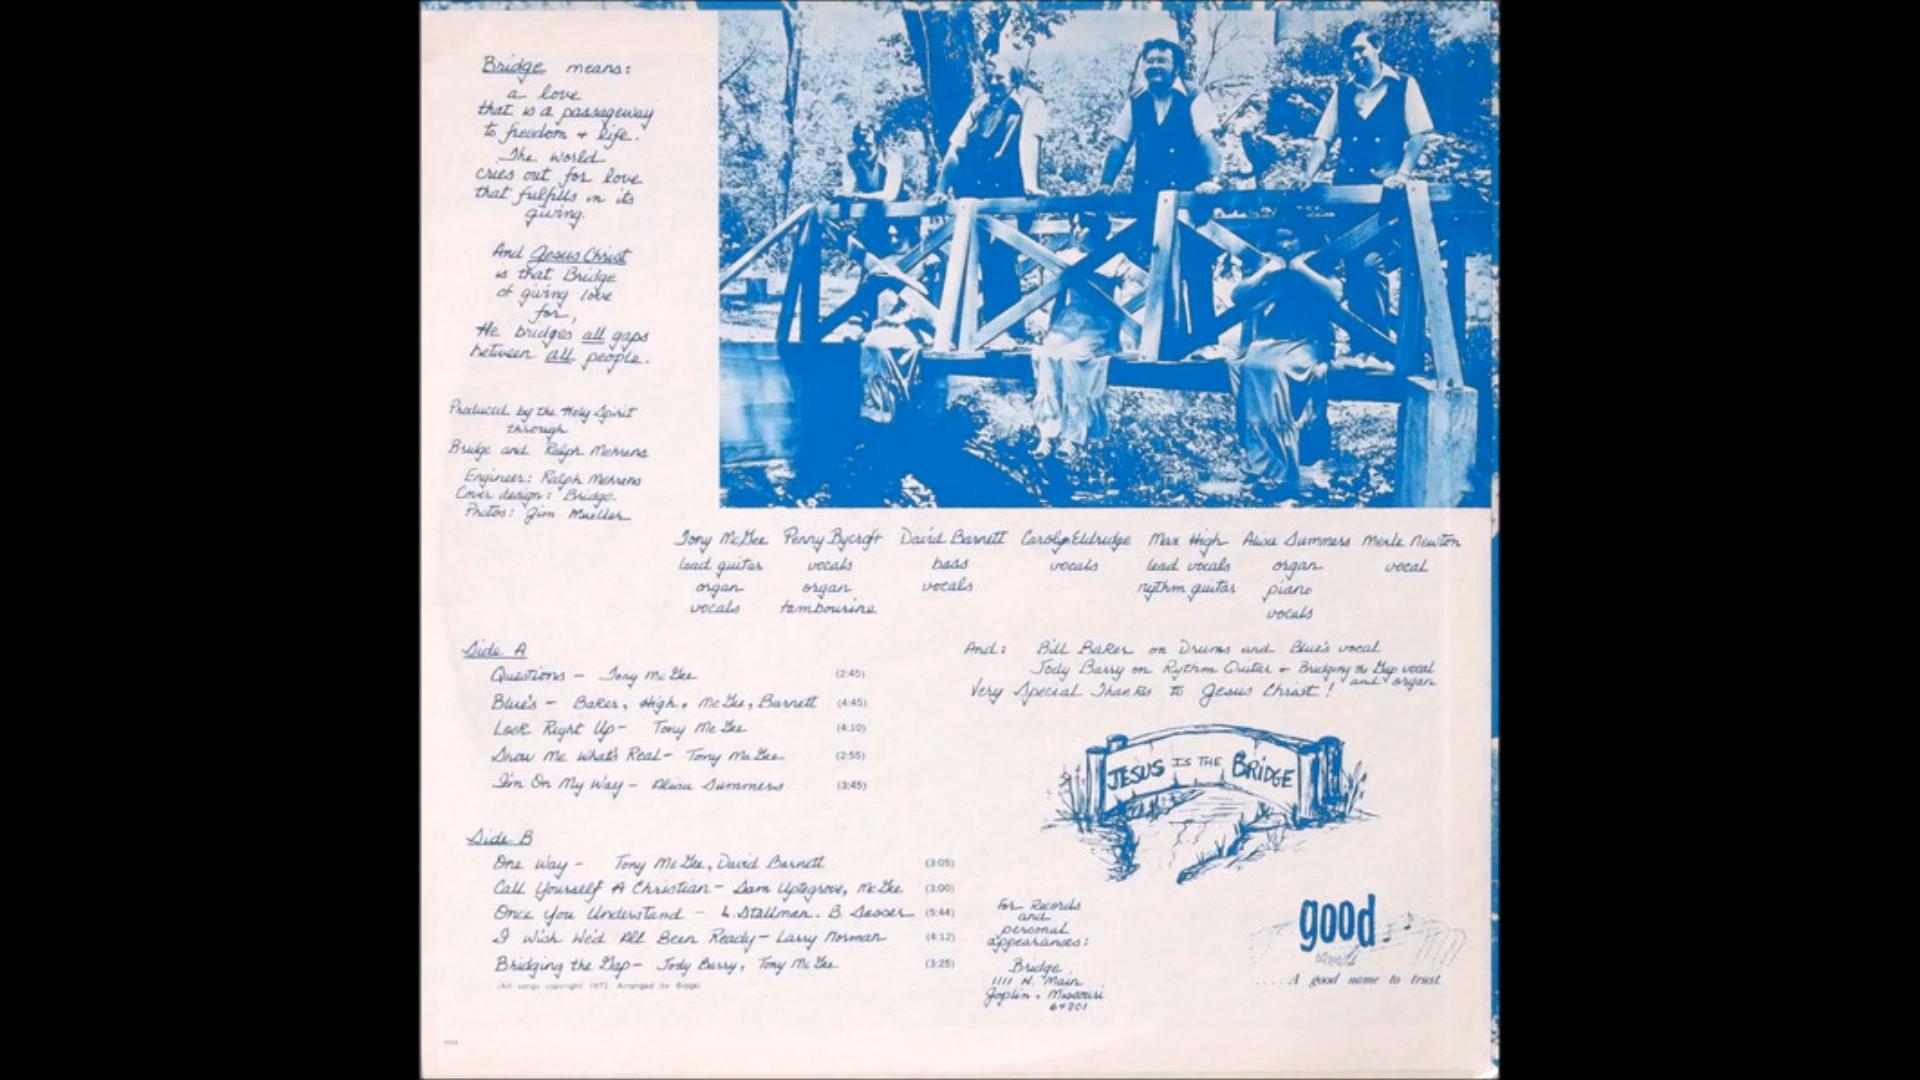 Bridge means:
a love
that is a passageway
to freedom + life.
The world
cries out for love
that fulfills in its
giving.
And Jesus Christ
is that Bridge
of giving love
for,
He bridges all gaps
between all people.
Produced by the Holy Spirit
through
Bridge and Ralph Mehrens
Engineer: Ralph Mehrens
Cover design: Bridge
Photos: Jim Mueller
Tony McGee Penny Bycroft David Barnett Carolyn Eldridge Max High Alisa Summers Merle Newton
lead guitar vocals bass vocals lead vocals organ vocal
organ organ vocals rythm guitar piano
vocals tambourine vocals
And: Bill Baker on Drums and Blue's vocal
Jody Barry on Rythm Guitar + Bridging the Gap vocal
and organ
Very Special Thanks to Jesus Christ!
Side A
Questions - Tony McGee (2:45)
Blue's - Baker, High, McGee, Barnett (4:45)
Look Right Up - Tony McGee (4:10)
Show Me What's Real - Tony McGee (2:55)
I'm On My Way - Alisa Summers (3:45)
Side B
One Way - Tony McGee, David Barnett (3:05)
Call Yourself A Christian - Sam Uptegrove, McGee (3:00)
Once You Understand - L. Stallman. B. Sasser (5:44)
I Wish We'd All Been Ready - Larry Norman (4:12)
Bridging the Gap - Jody Barry, Tony McGee (3:25)
(All songs copyright 1972 Arranged by Bridge)
JESUS IS THE BRIDGE
For Records
and
personal
appearances:
Bridge
1111 N. Main
Joplin, Missouri
64801
good
records
....A good name to trust